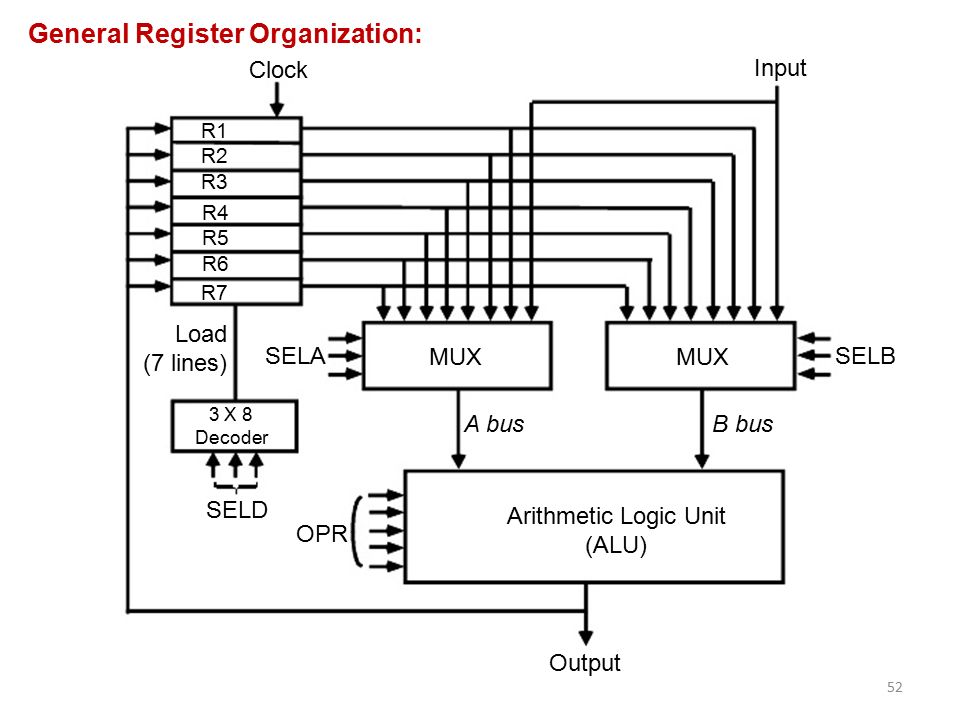 General Register Organization:
Clock
Input
R1
R2
R3
R4
R5
R6
R7
Load
(7 lines)
SELA
MUX
MUX
SELB
3 X 8
Decoder
A bus
B bus
SELD
OPR
Arithmetic Logic Unit
(ALU)
Output
52